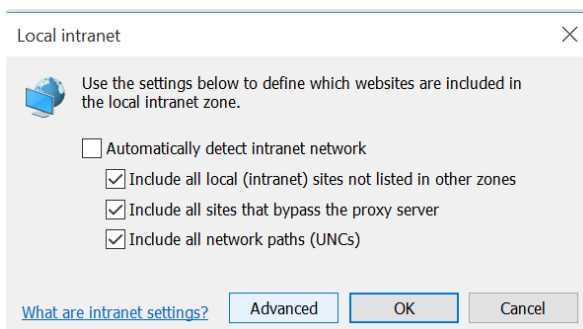 Local intranet
Use the settings below to define which websites are included in
the local intranet zone.
Automatically detect intranet network
Include all local (intranet) sites not listed in other zones
Include all sites that bypass the proxy server
Include all network paths (UNCs)
What are intranet settings? Advanced OK Cancel